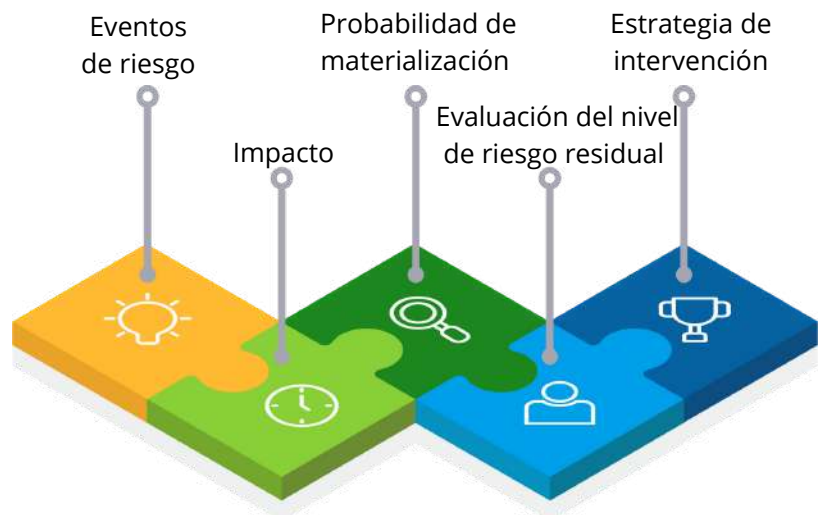 Eventos
de riesgo
Impacto
Probabilidad de
materialización
Evaluación del nivel
de riesgo residual
Estrategia de
intervención